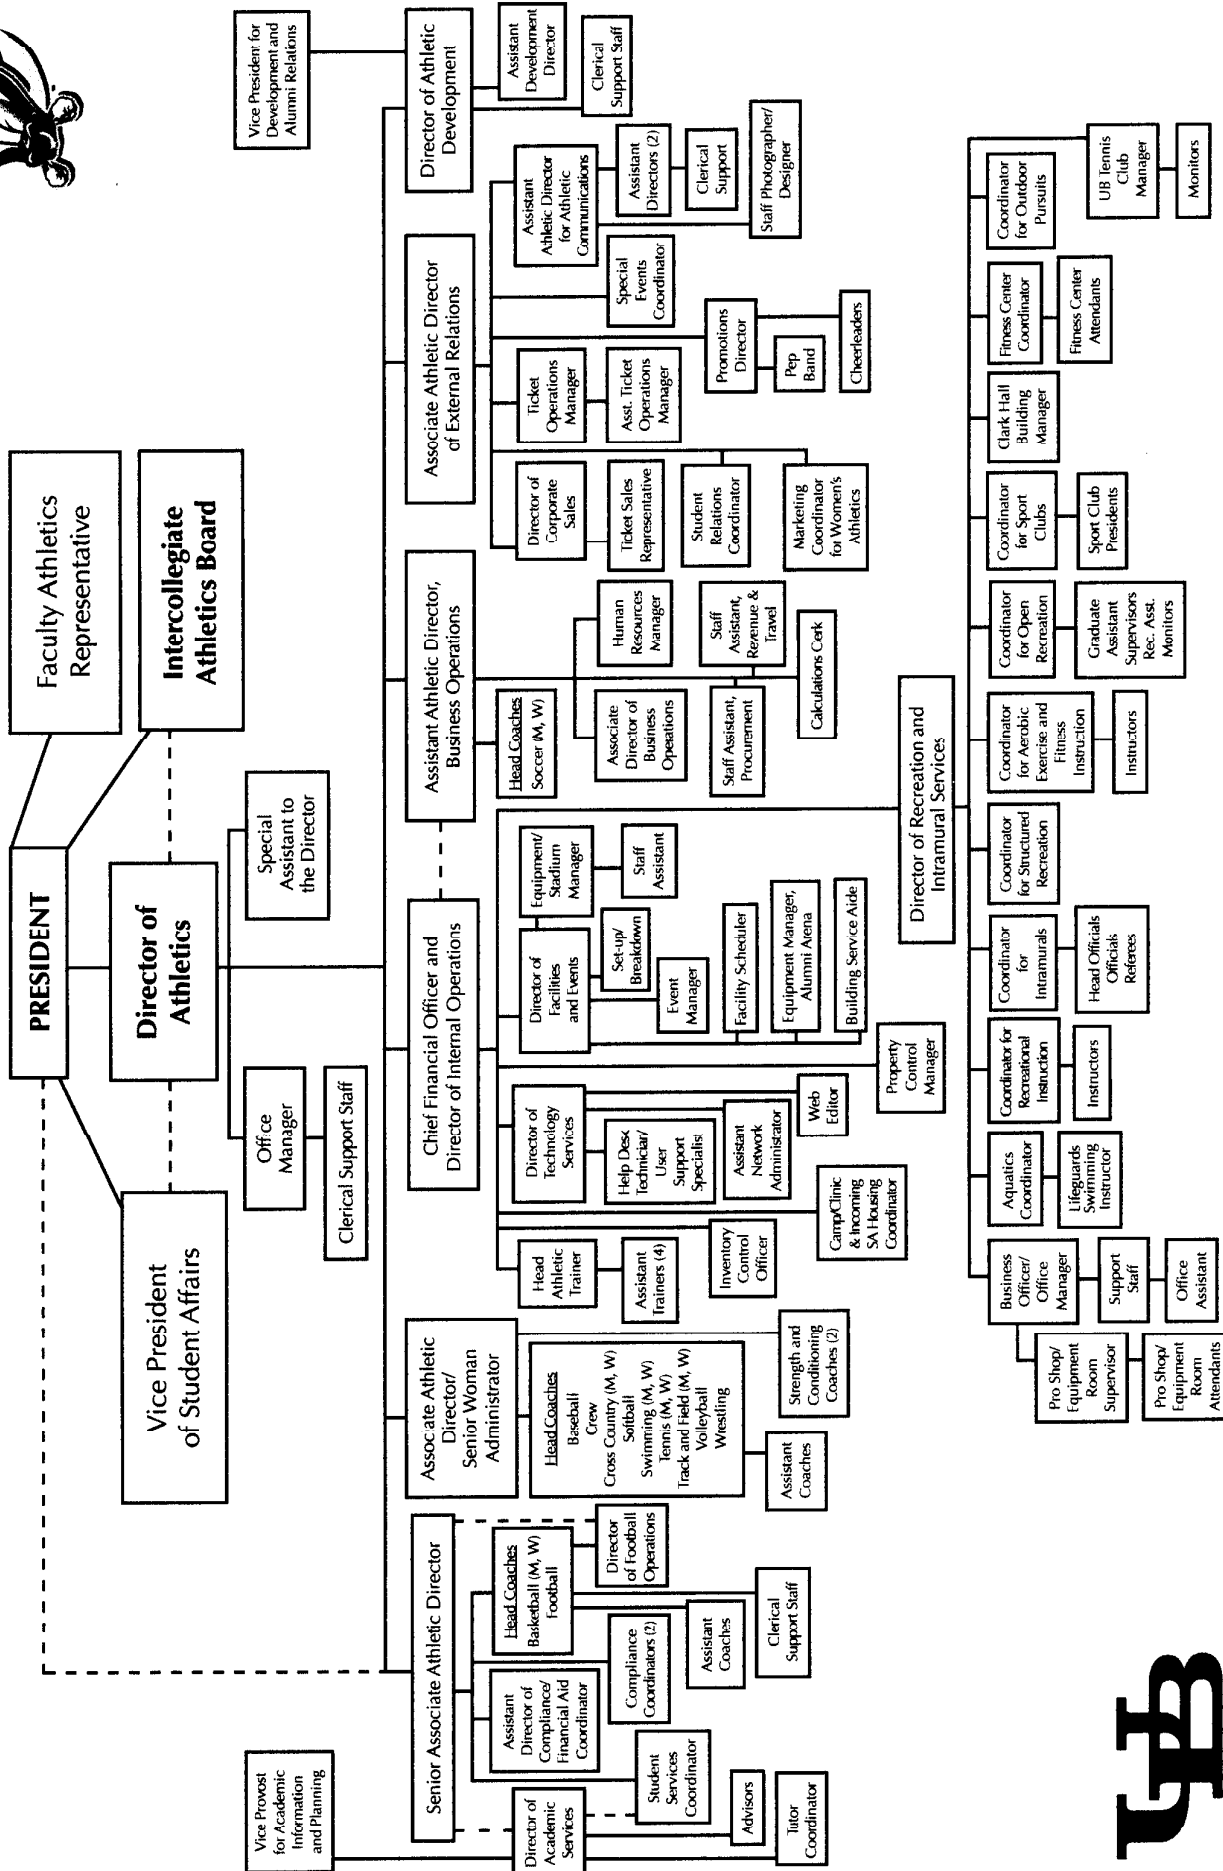 PRESIDENT
Faculty Athletics
Representative
Intercollegiate
Athletics Board
Vice President
of Student Affairs
Director of
Athletics
Office
Manager
Clerical Support Staff
Special
Assistant to
the Director
Vice Provost
for Academic
Information
and Planning
Vice President for
Development and
Alumni Relations
Senior Associate Athletic Director
Director of
Academic
Services
Advisors
Tutor
Coordinator
Student
Services
Coordinator
Assistant
Director of
Compliance/
Financial Aid
Coordinator
Compliance
Coordinators (2)
Head Coaches
Basketball (M, W)
Football
Director
of Football
Operations
Assistant
Coaches
Clerical
Support Staff
Associate Athletic
Director/
Senior Woman
Administrator
Head Coaches
Baseball
Crew
Cross Country (M, W)
Softball
Swimming (M, W)
Tennis (M, W)
Track and Field (M, W)
Volleyball
Wrestling
Assistant
Coaches
Strength and
Conditioning
Coaches (2)
Chief Financial Officer and
Director of Internal Operations
Head
Athletic
Trainer
Assistant
Trainers (4)
Inventory
Control
Officer
Camp/Clinic
& Incoming
SA Housing
Coordinator
Director of
Technology
Services
Help Desk
Technician/
User
Support
Specialist
Assistant
Network
Administrator
Web
Editor
Property
Control
Manager
Director of
Facilities
and Events
Equipment/
Stadium
Manager
Staff
Assistant
Set-up/
Breakdown
Event
Manager
Facility Scheduler
Equipment Manager,
Alumni Arena
Building Service Aide
Assistant Athletic Director,
Business Operations
Head Coaches
Soccer (M, W)
Associate
Director of
Business
Operations
Human
Resources
Manager
Staff Assistant,
Procurement
Staff
Assistant,
Revenue &
Travel
Calculations Cerk
Associate Athletic Director
of External Relations
Director of
Corporate
Sales
Ticket Sales
Representative
Student
Relations
Coordinator
Marketing
Coordinator
for Women's
Athletics
Ticket
Operations
Manager
Asst. Ticket
Operations
Manager
Promotions
Director
Pep
Band
Cheerleaders
Special
Events
Coordinator
Assistant
Athletic Director
for Athletic
Communications
Assistant
Directors (2)
Clerical
Support
Staff Photographer/
Designer
Director of Athletic
Development
Assistant
Development
Director
Clerical
Support Staff
Director of Recreation and
Intramural Services
Business
Officer/
Office
Manager
Support
Staff
Office
Assistant
Pro Shop/
Equipment
Room
Supervisor
Pro Shop/
Equipment
Room
Attendants
Aquatics
Coordinator
Lifeguards
Swimming
Instructor
Coordinator for
Recreational
Instruction
Instructors
Coordinator
for
Intramurals
Head Officials
Officials
Referees
Coordinator
for Structured
Recreation
Coordinator
for Aerobic
Exercise and
Fitness
Instruction
Instructors
Coordinator
for Open
Recreation
Graduate
Assistant
Supervisors
Rec. Asst.
Monitors
Coordinator
for Sport
Clubs
Sport Club
Presidents
Clark Hall
Building
Manager
Fitness Center
Coordinator
Fitness Center
Attendants
Coordinator
for Outdoor
Pursuits
UB Tennis
Club
Manager
Monitors
UB